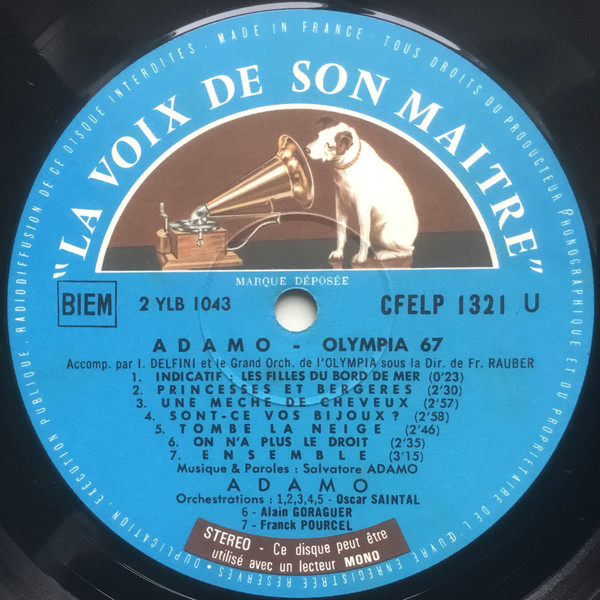 MADE IN FRANCE · TOUS DROITS DU PRODUCTEUR PHONOGRAPHIQUE ET DU PROPRIETAIRE DE L'ŒUVRE ENREGISTRÉE RÉSERVÉS · DUPLICATION, EXÉCUTION PUBLIQUE, RADIODIFFUSION DE CE DISQUE INTERDITES.
"LA VOIX DE SON MAITRE"
MARQUE DÉPOSÉE
BIEM
2 YLB 1043
CFELP 1321 U
ADAMO - OLYMPIA 67
Accomp. par I. DELFINI et le Grand Orch. de l'OLYMPIA sous la Dir. de Fr. RAUBER
1. INDICATIF : LES FILLES DU BORD DE MER (0'23)
2. PRINCESSES ET BERGERES (2'30)
3. UNE MECHE DE CHEVEUX (2'57)
4. SONT-CE VOS BIJOUX ? (2'58)
5. TOMBE LA NEIGE (2'46)
6. ON N'A PLUS LE DROIT (2'35)
7. ENSEMBLE (3'15)
Musique & Paroles : Salvatore ADAMO
ADAMO
Orchestrations : 1,2,3,4,5 - Oscar SAINTAL
6 - Alain GORAGUER
7 - Franck POURCEL
STEREO - Ce disque peut être
utilisé avec un lecteur MONO